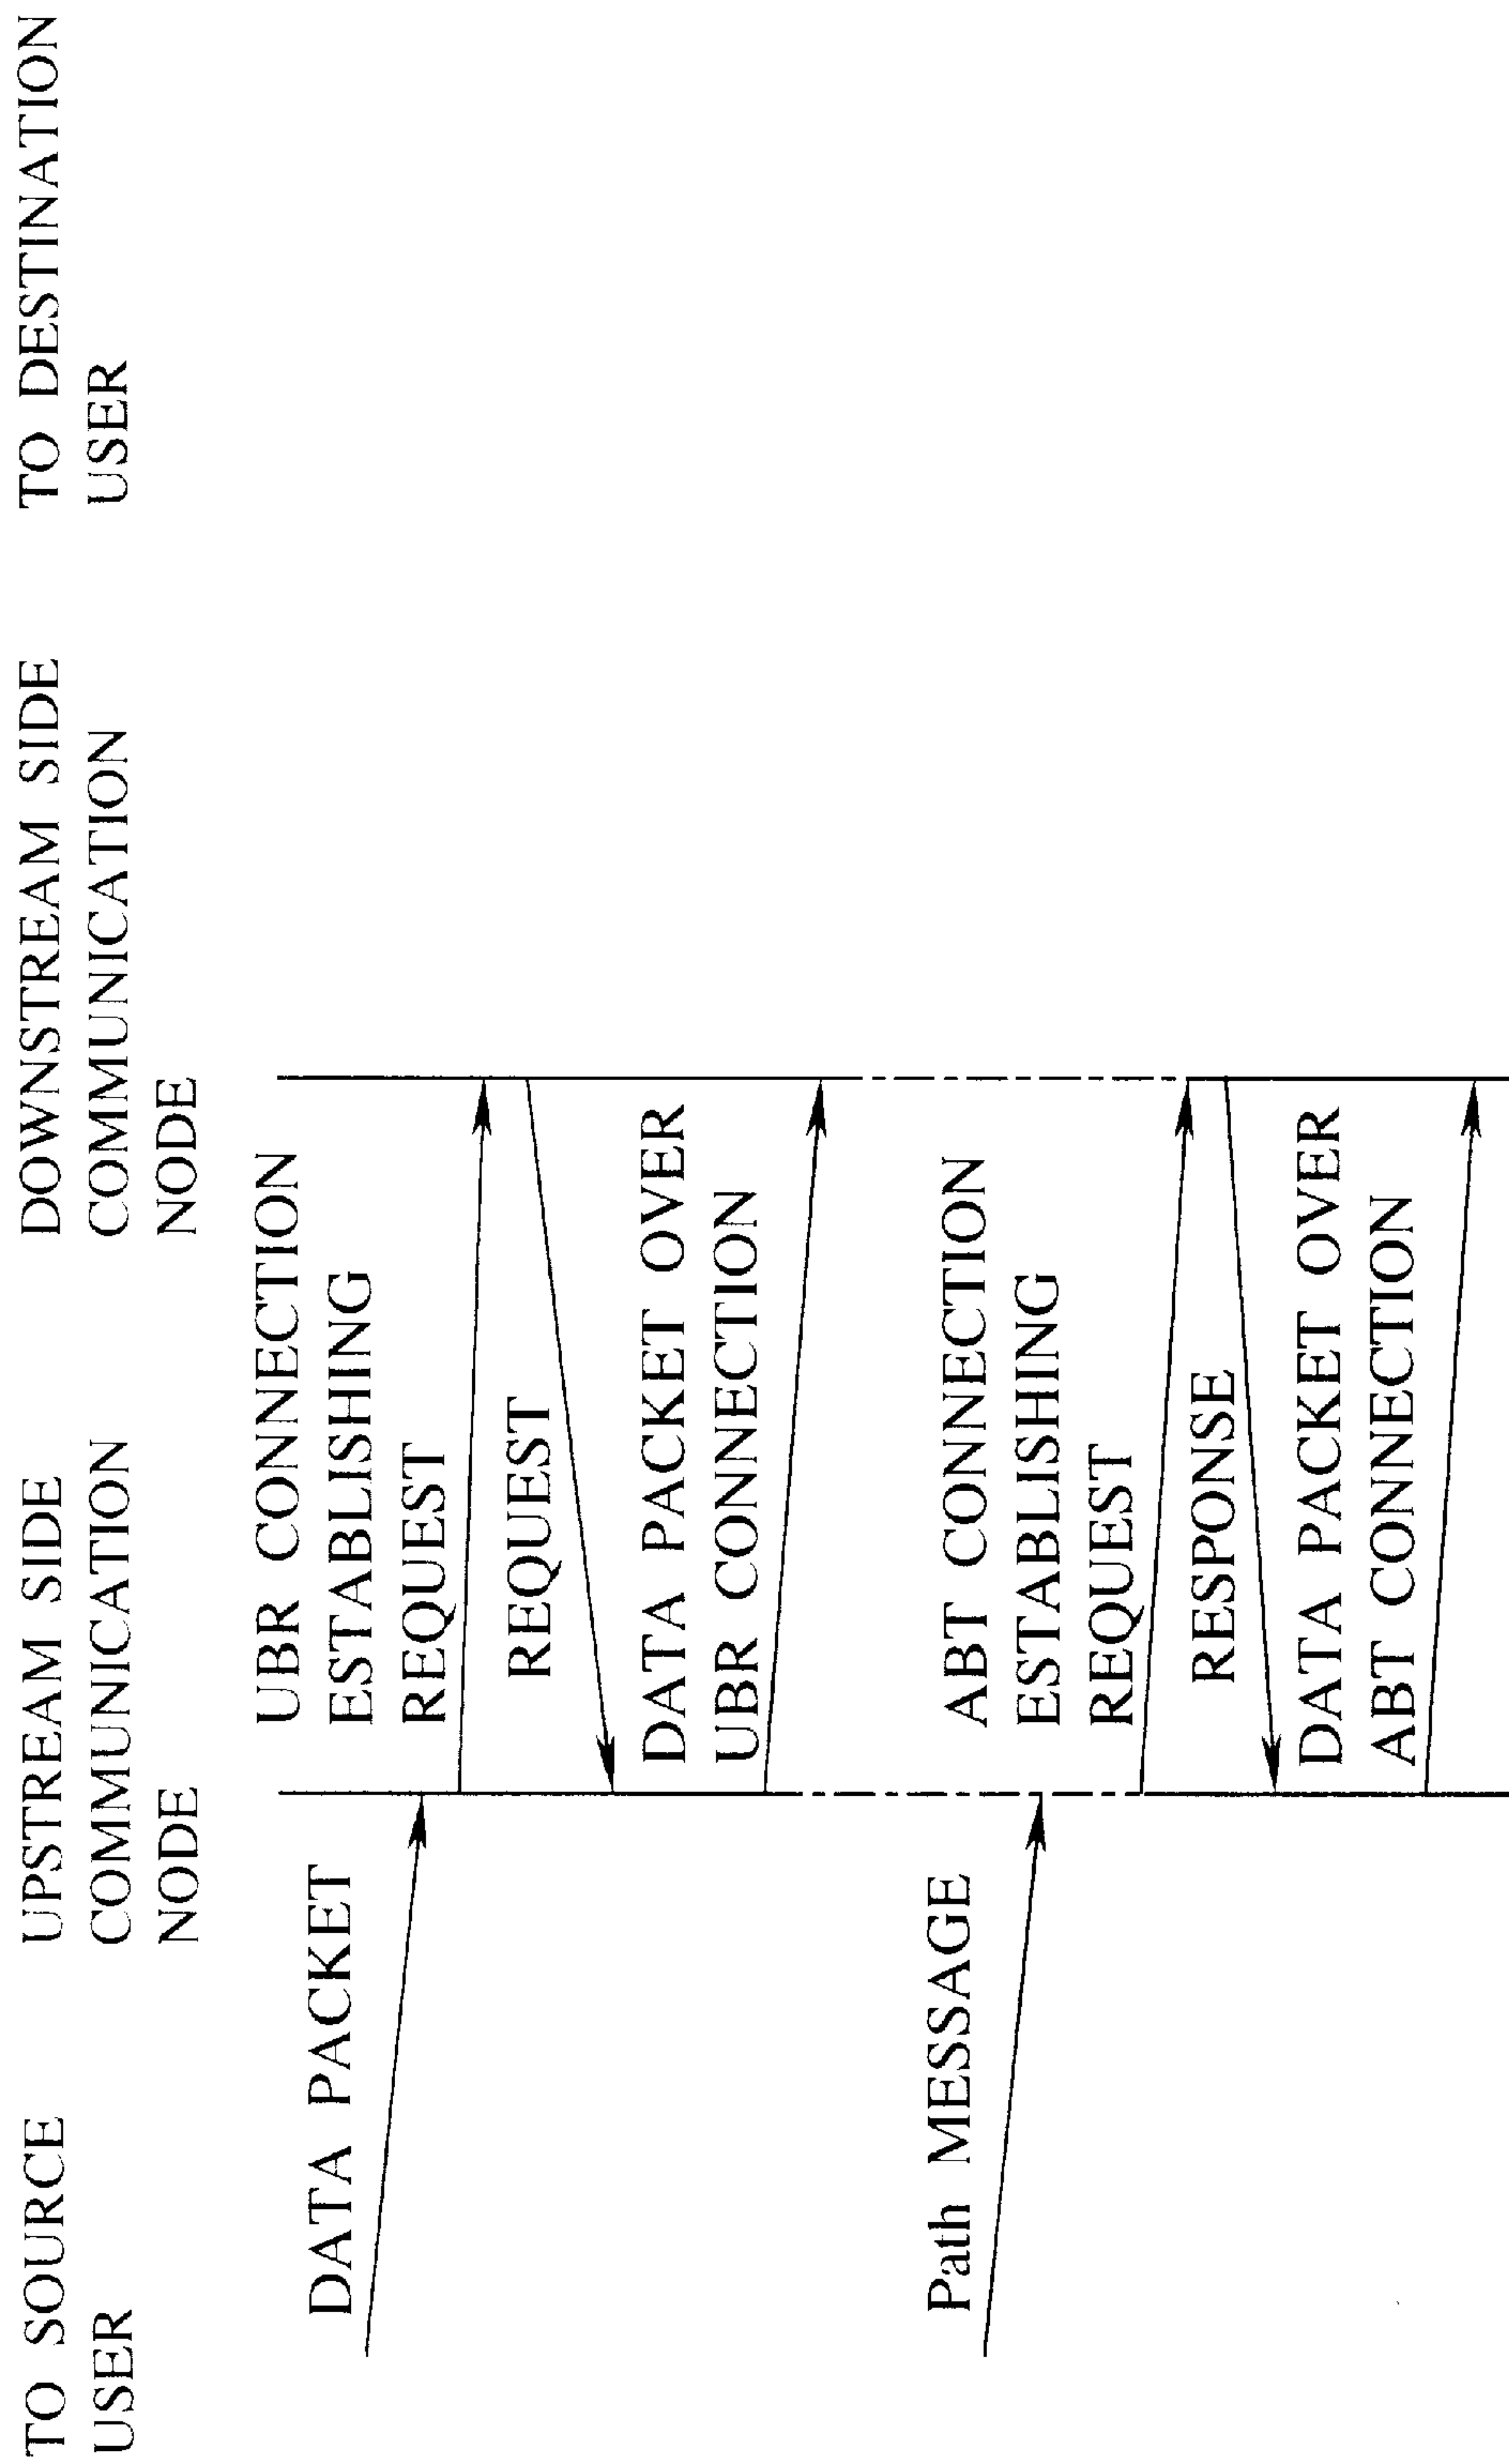 TO SOURCE
USER
UPSTREAM SIDE
COMMUNICATION
NODE
DOWNSTREAM SIDE
COMMUNICATION
NODE
TO DESTINATION
USER
DATA PACKET
UBR CONNECTION
ESTABLISHING
REQUEST
REQUEST
DATA PACKET OVER
UBR CONNECTION
Path MESSAGE
ABT CONNECTION
ESTABLISHING
REQUEST
RESPONSE
DATA PACKET OVER
ABT CONNECTION